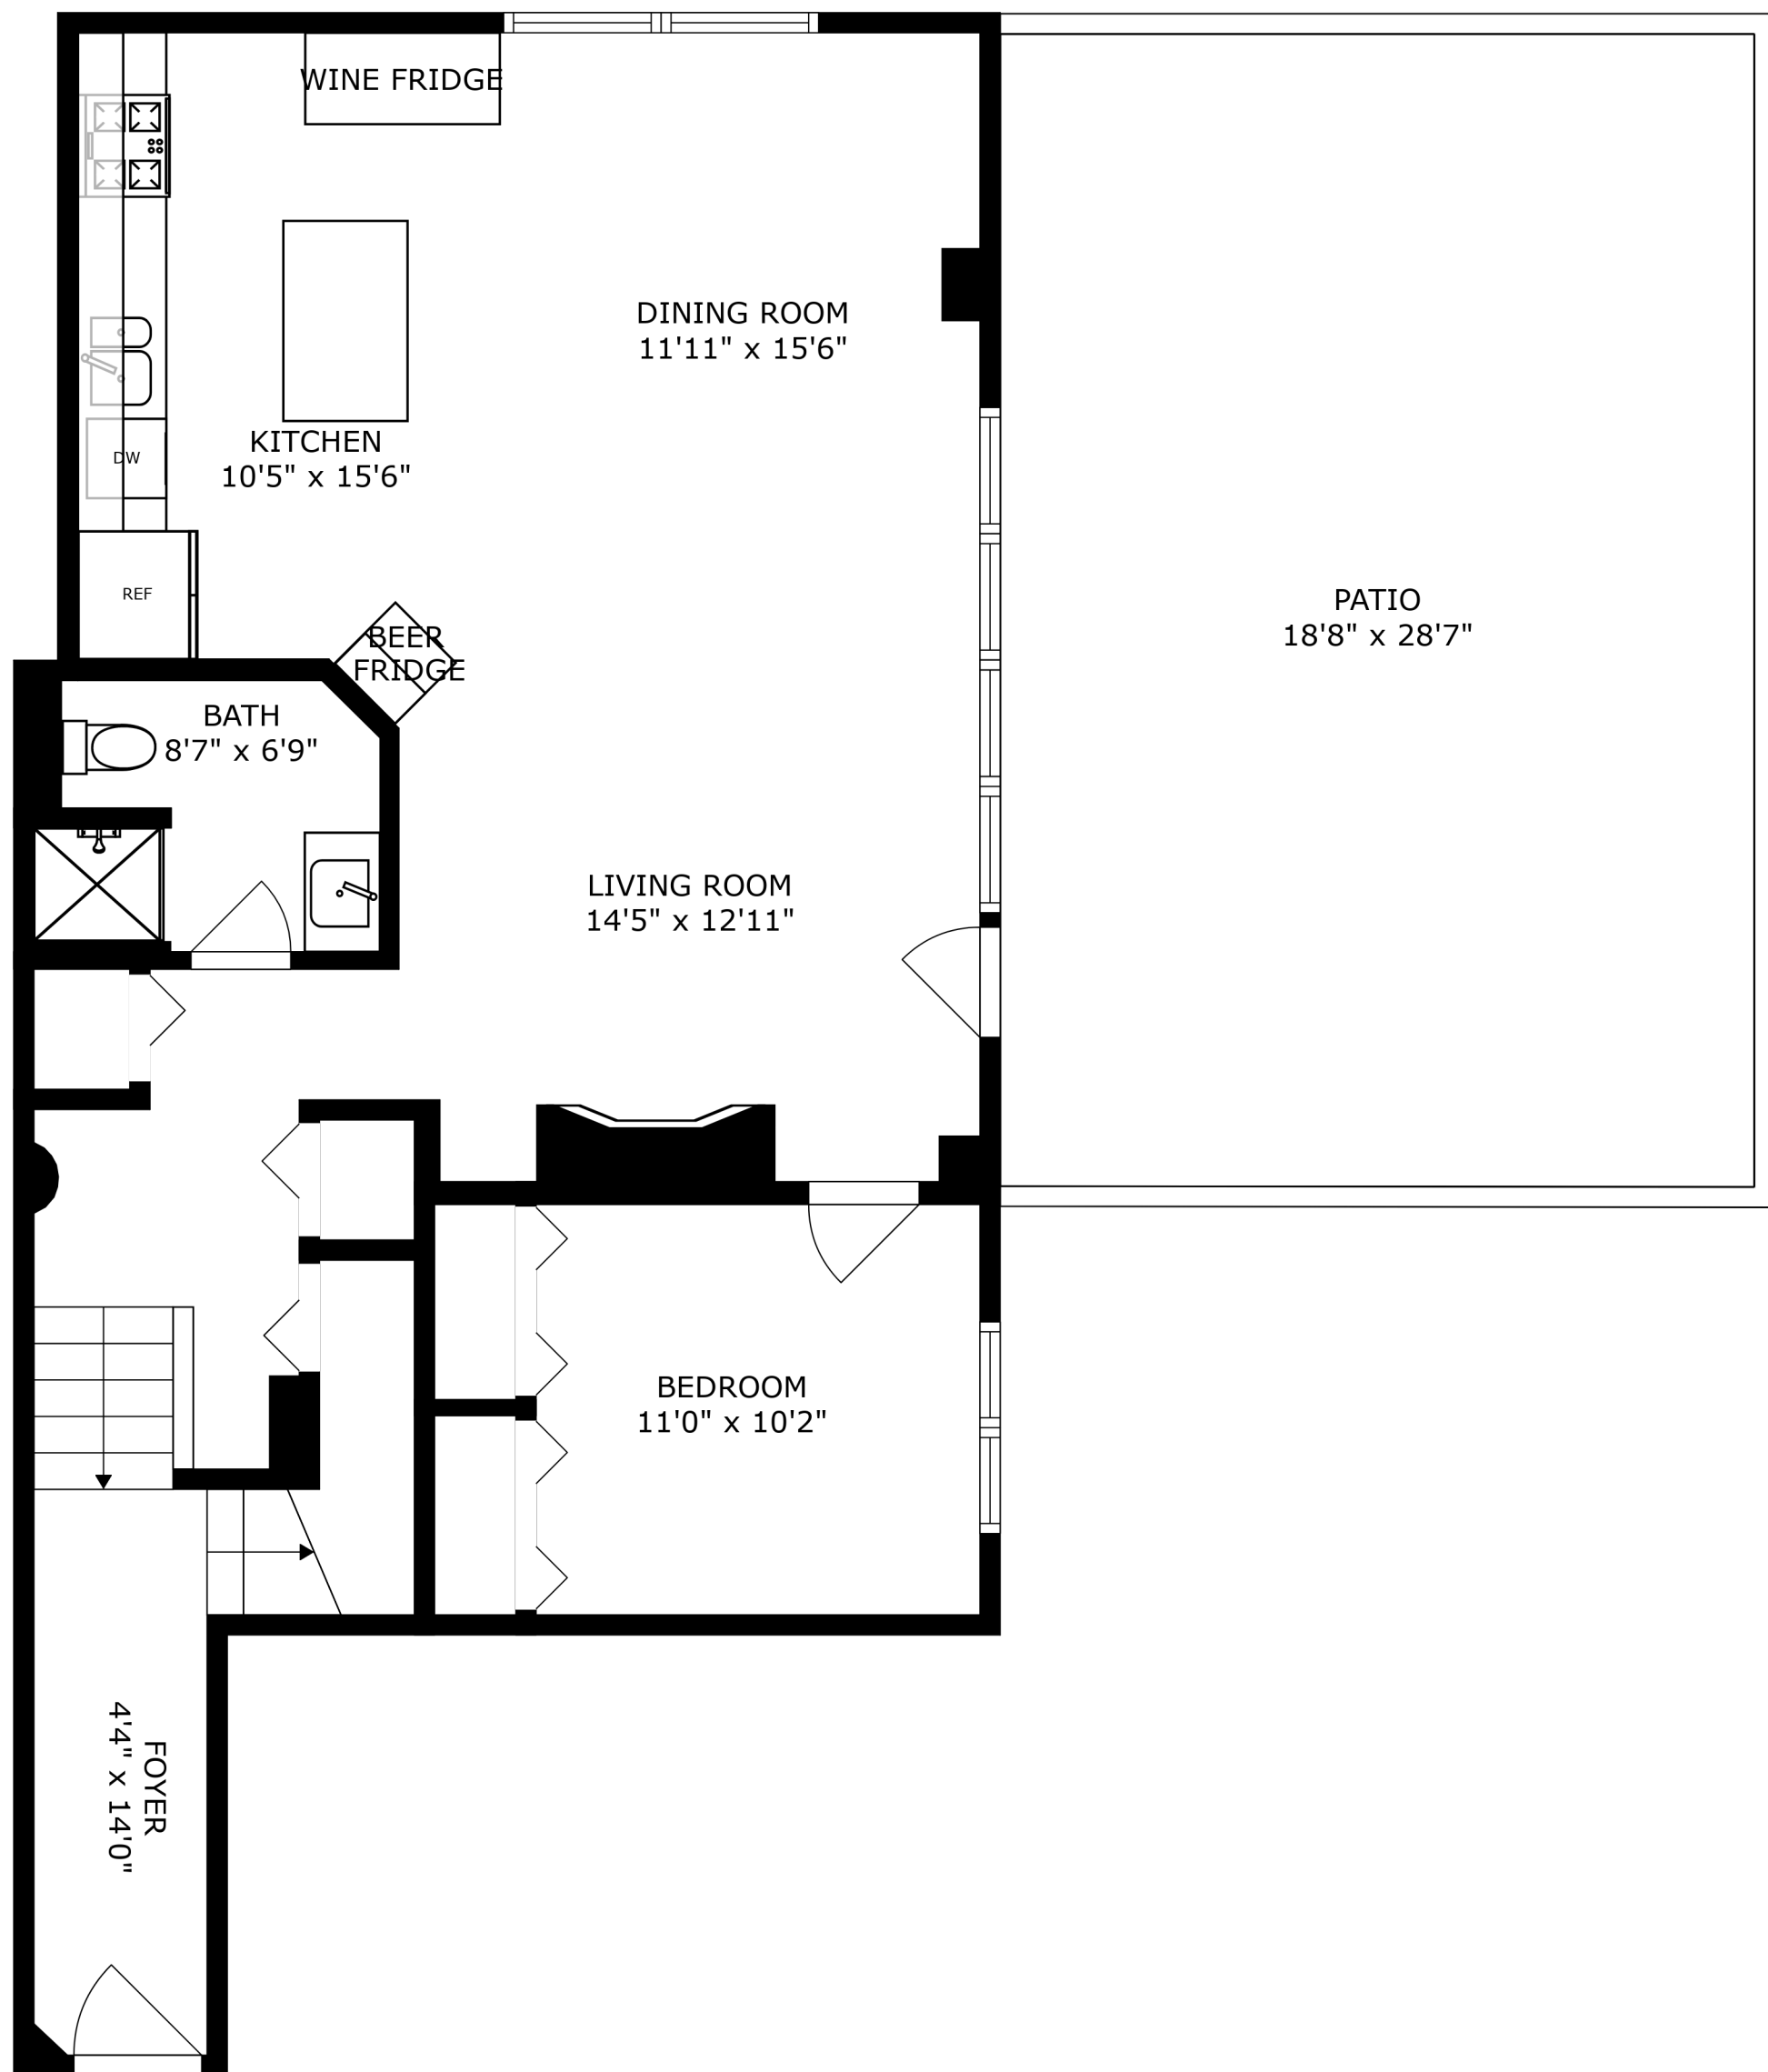 WINE FRIDGE
DINING ROOM
11'11" x 15'6"
KITCHEN
10'5" x 15'6"
DW
REF
PATIO
18'8" x 28'7"
BEER
FRIDGE
BATH
8'7" x 6'9"
LIVING ROOM
14'5" x 12'11"
BEDROOM
11'0" x 10'2"
FOYER
4'4" x 14'0"